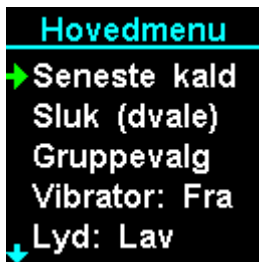 Hovedmenu
Seneste kald
Sluk (dvale)
Gruppevalg
Vibrator: Fra
Lyd: Lav